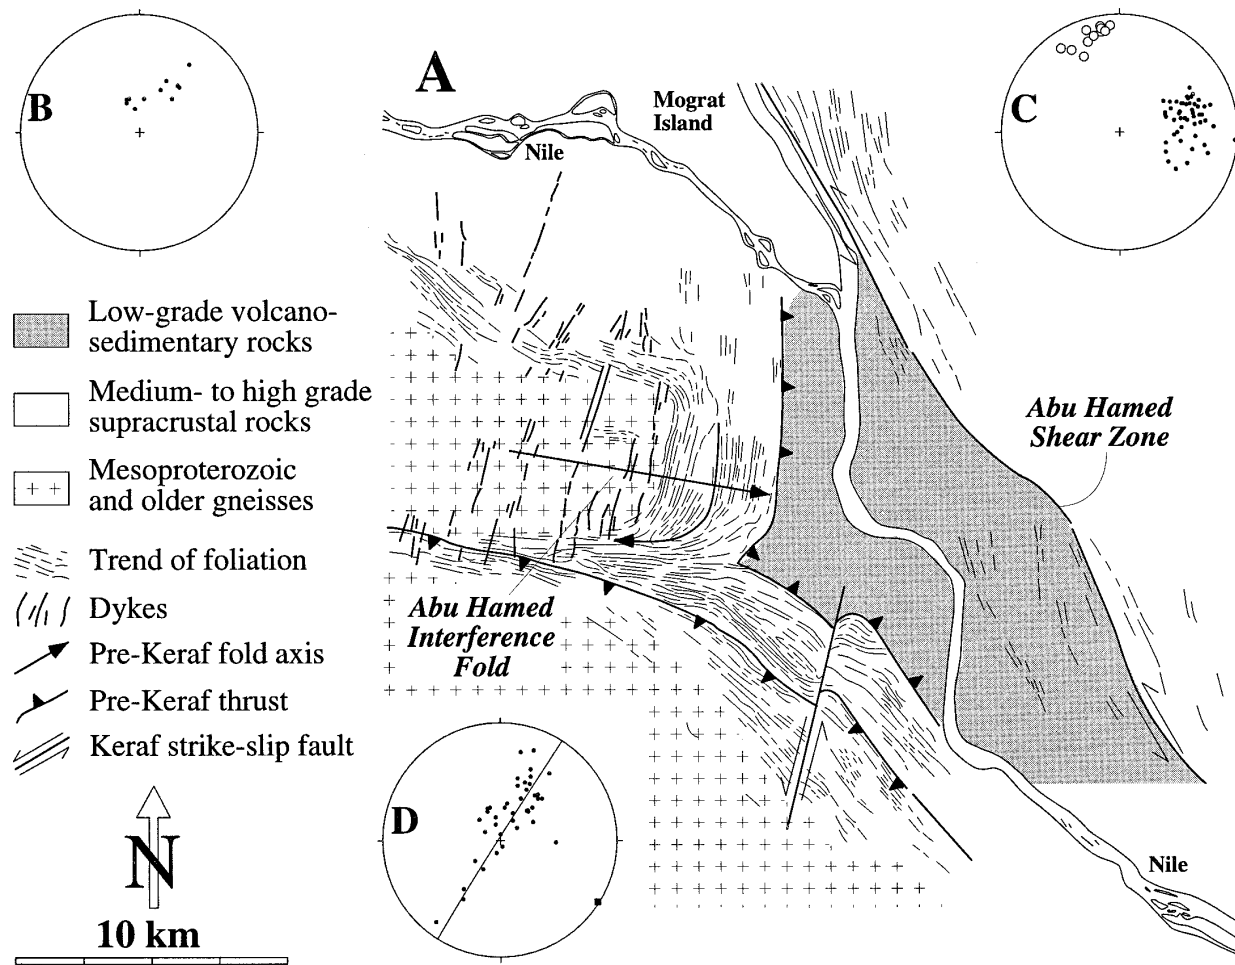 A
B
C
Mograt
Island
Nile
Low-grade volcano-
sedimentary rocks
Medium- to high grade
supracrustal rocks
Mesoproterozoic
and older gneisses
Trend of foliation
Dykes
Pre-Keraf fold axis
Pre-Keraf thrust
Keraf strike-slip fault
Abu Hamed
Shear Zone
Abu Hamed
Interference
Fold
D
N
10 km
Nile